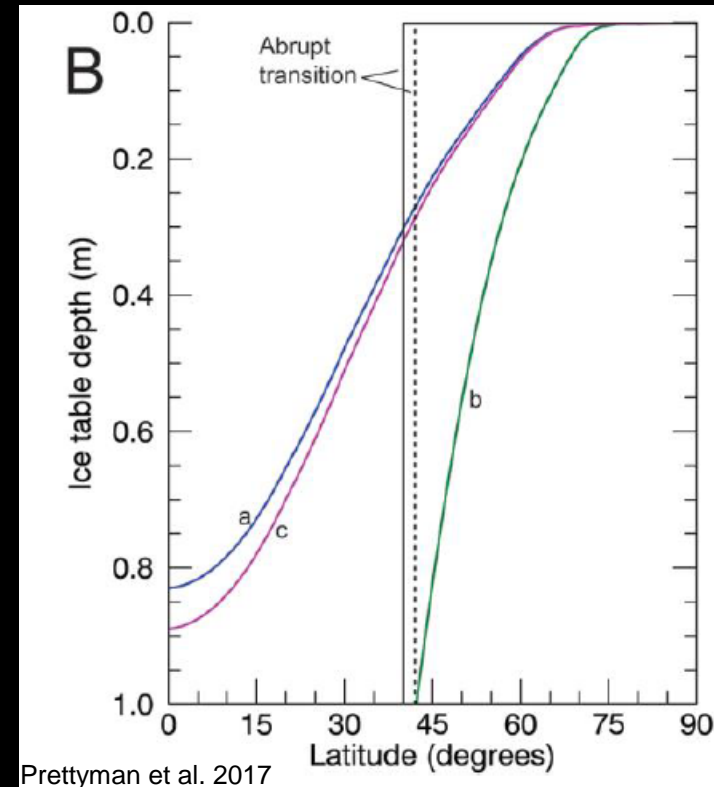 B
Abrupt
transition
0.0
0.2
0.4
0.6
0.8
1.0
Ice table depth (m)
a
c
b
0 15 30 45 60 75 90
Latitude (degrees)
Prettyman et al. 2017